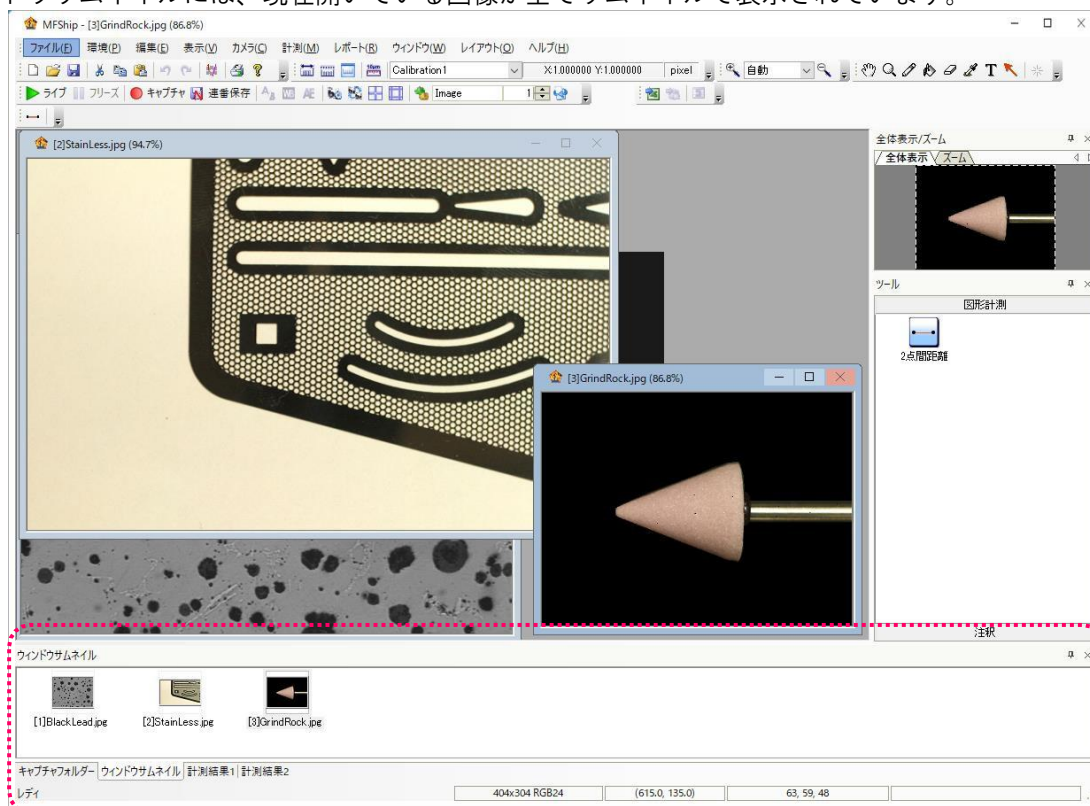 MFShip - [3]GrindRock.jpg (86.8%)
ファイル(F) 環境(P) 編集(E) 表示(V) カメラ(C) 計測(M) レポート(R) ウィンドウ(W) レイアウト(O) ヘルプ(H)
Calibration1 X:1.000000 Y:1.000000 pixel 自動
ライブ フリーズ キャプチャ 連番保存 Image 1
[2]StainLess.jpg (94.7%)
全体表示/ズーム
全体表示 ズーム
ツール
図形計測
2点間距離
[3]GrindRock.jpg (86.8%)
注釈
ウィンドウサムネイル
[1]BlackLead.jpg [2]StainLess.jpg [3]GrindRock.jpg
キャプチャフォルダー ウィンドウサムネイル 計測結果1 計測結果2
レディ 404x304 RGB24 (615.0, 135.0) 63, 59, 48